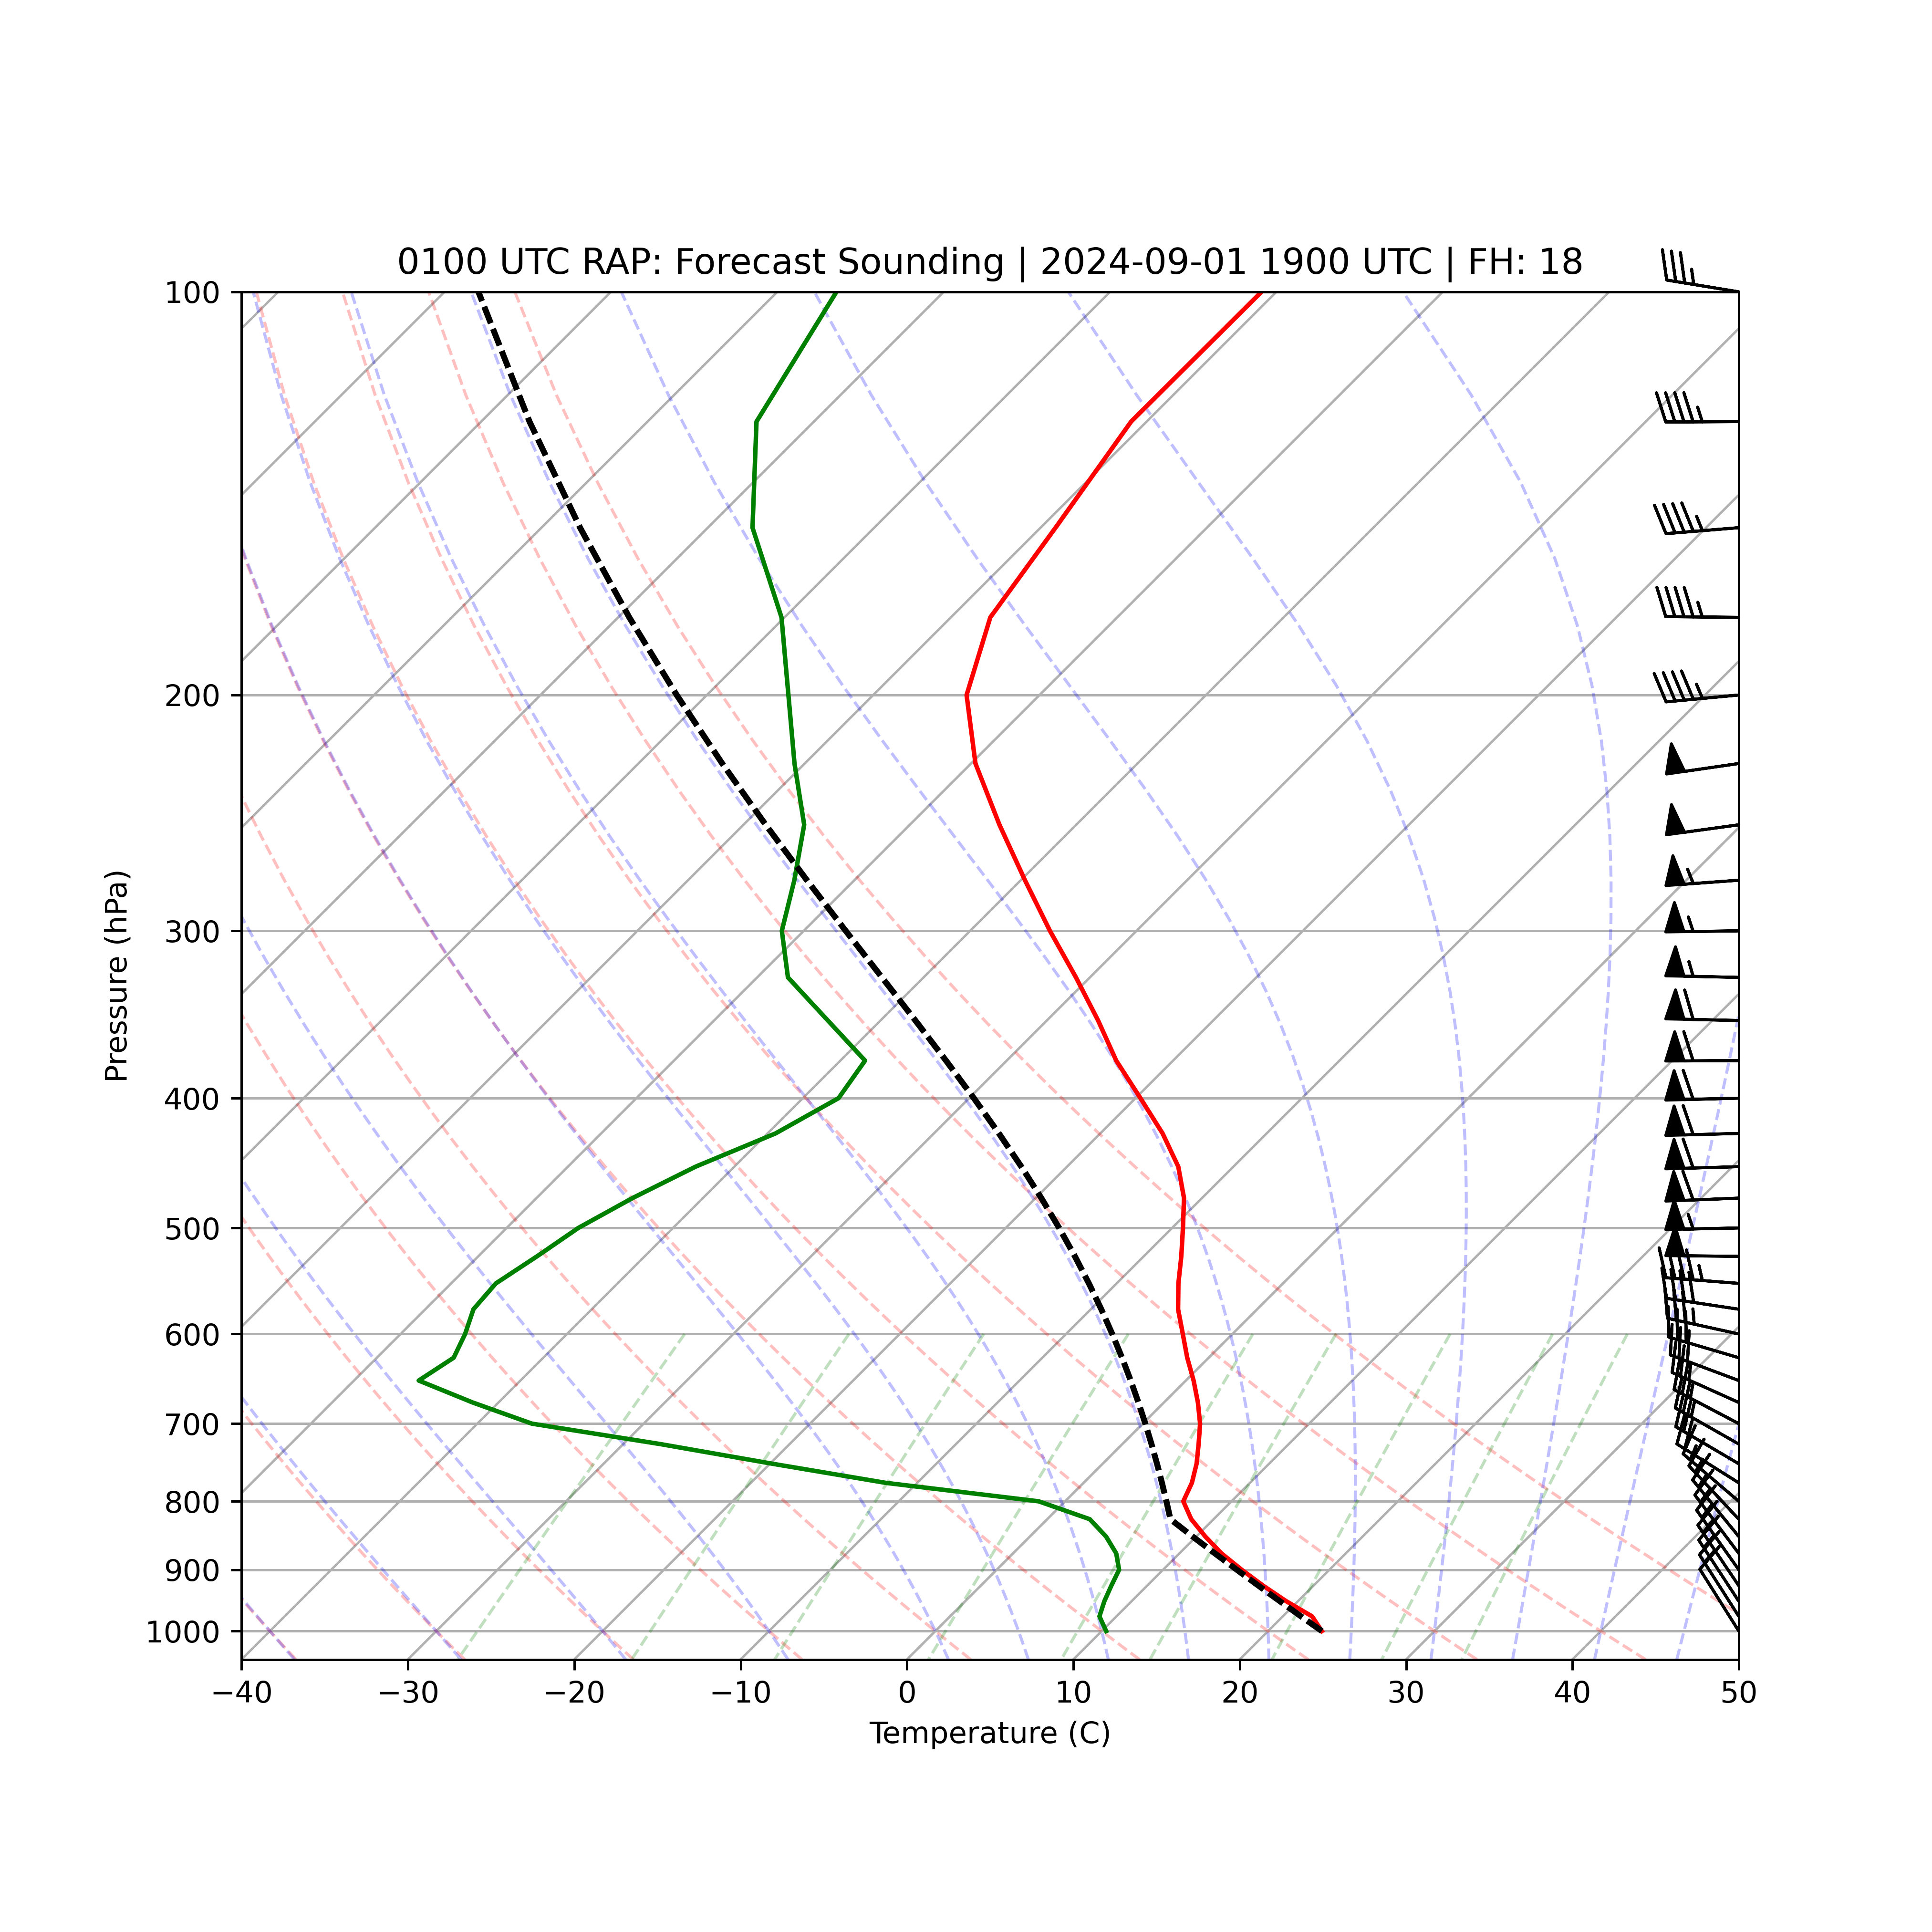 0100 UTC RAP: Forecast Sounding | 2024-09-01 1900 UTC | FH: 18
100
200
300
400
500
600
700
800
900
1000
Pressure (hPa)
−40 −30 −20 −10 0 10 20 30 40 50
Temperature (C)